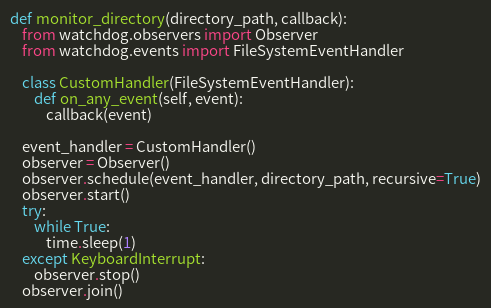 def monitor_directory(directory_path, callback):
    from watchdog.observers import Observer
    from watchdog.events import FileSystemEventHandler

    class CustomHandler(FileSystemEventHandler):
        def on_any_event(self, event):
            callback(event)

    event_handler = CustomHandler()
    observer = Observer()
    observer.schedule(event_handler, directory_path, recursive=True)
    observer.start()
    try:
        while True:
            time.sleep(1)
    except KeyboardInterrupt:
        observer.stop()
    observer.join()